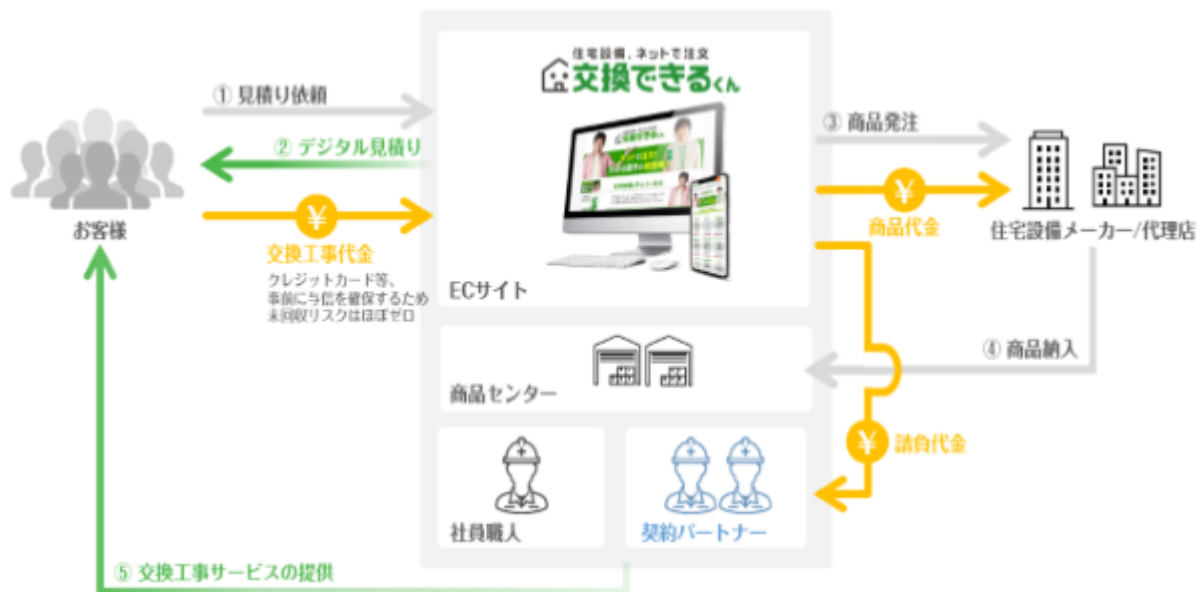 住宅設備、ネットで注文
交換できるくん
① 見積り依頼
② デジタル見積り
③ 商品発注
お客様
交換工事代金
クレジットカード等、
事前に与信を確保するため
未回収リスクはほぼゼロ
商品代金
住宅設備メーカー/代理店
ECサイト
④ 商品納入
商品センター
請負代金
社員職人
契約パートナー
⑤ 交換工事サービスの提供